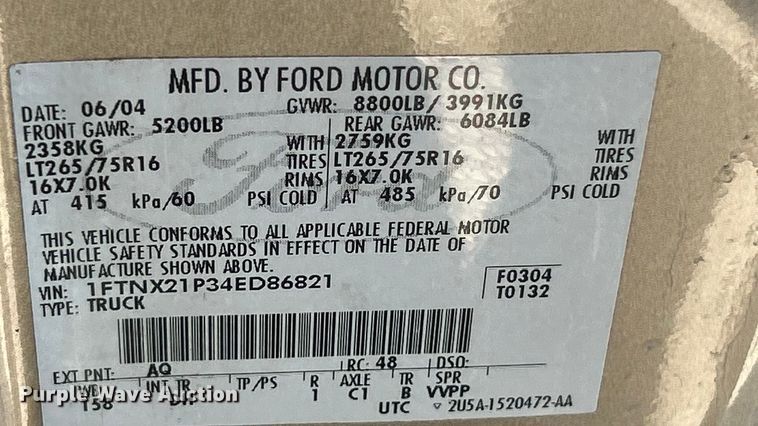 MFD. BY FORD MOTOR CO.
DATE: 06/04 GVWR: 8800LB/ 3991KG
FRONT GAWR: 5200LB REAR GAWR: 6084LB
2358KG WITH 2759KG WITH
LT265/75R16 TIRES LT265/75R16 TIRES
16X7.0K RIMS 16X7.0K RIMS
AT 415 kPa/60 PSI COLD AT 485 kPa/70 PSI COLD
Ford
THIS VEHICLE CONFORMS TO ALL APPLICABLE FEDERAL MOTOR
VEHICLE SAFETY STANDARDS IN EFFECT ON THE DATE OF
MANUFACTURE SHOWN ABOVE.
VIN: 1FTNX21P34ED86821 F0304
TYPE: TRUCK T0132
EXT PNT: AQ RC: 48 DSO:
WB INT TR TP/PS R AXLE TR SPR
158 1 C1 B VVPP
UTC 2U5A-1520472-AA
Purple Wave Auction